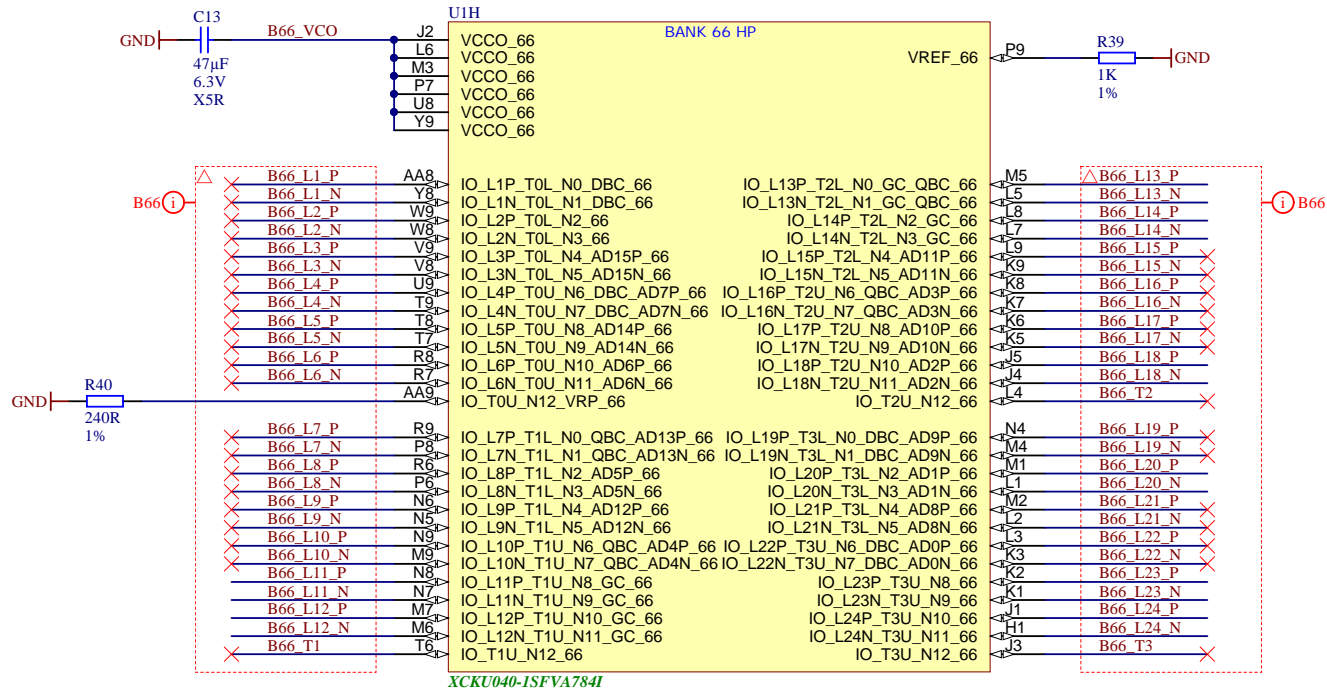 C13
GND
B66_VCO
47µF
6.3V
X5R
U1H
BANK 66 HP
J2 VCCO_66
L6 VCCO_66
M3 VCCO_66
P7 VCCO_66
U8 VCCO_66
Y9 VCCO_66
VREF_66 P9
R39
GND
1K
1%
B66 i
B66_L1_P AA8 IO_L1P_T0L_N0_DBC_66
B66_L1_N Y8 IO_L1N_T0L_N1_DBC_66
B66_L2_P W9 IO_L2P_T0L_N2_66
B66_L2_N W8 IO_L2N_T0L_N3_66
B66_L3_P V9 IO_L3P_T0L_N4_AD15P_66
B66_L3_N V8 IO_L3N_T0L_N5_AD15N_66
B66_L4_P U9 IO_L4P_T0U_N6_DBC_AD7P_66
B66_L4_N T9 IO_L4N_T0U_N7_DBC_AD7N_66
B66_L5_P T8 IO_L5P_T0U_N8_AD14P_66
B66_L5_N T7 IO_L5N_T0U_N9_AD14N_66
B66_L6_P R8 IO_L6P_T0U_N10_AD6P_66
B66_L6_N R7 IO_L6N_T0U_N11_AD6N_66
R40
GND
240R
1%
AA9 IO_T0U_N12_VRP_66
B66_L7_P R9 IO_L7P_T1L_N0_QBC_AD13P_66
B66_L7_N P8 IO_L7N_T1L_N1_QBC_AD13N_66
B66_L8_P R6 IO_L8P_T1L_N2_AD5P_66
B66_L8_N P6 IO_L8N_T1L_N3_AD5N_66
B66_L9_P N6 IO_L9P_T1L_N4_AD12P_66
B66_L9_N N5 IO_L9N_T1L_N5_AD12N_66
B66_L10_P N9 IO_L10P_T1U_N6_QBC_AD4P_66
B66_L10_N M9 IO_L10N_T1U_N7_QBC_AD4N_66
B66_L11_P N8 IO_L11P_T1U_N8_GC_66
B66_L11_N N7 IO_L11N_T1U_N9_GC_66
B66_L12_P M7 IO_L12P_T1U_N10_GC_66
B66_L12_N M6 IO_L12N_T1U_N11_GC_66
B66_T1 T6 IO_T1U_N12_66
IO_L13P_T2L_N0_GC_QBC_66 M5 B66_L13_P
IO_L13N_T2L_N1_GC_QBC_66 L5 B66_L13_N
IO_L14P_T2L_N2_GC_66 L8 B66_L14_P
IO_L14N_T2L_N3_GC_66 L7 B66_L14_N
IO_L15P_T2L_N4_AD11P_66 L9 B66_L15_P
IO_L15N_T2L_N5_AD11N_66 K9 B66_L15_N
IO_L16P_T2U_N6_QBC_AD3P_66 K8 B66_L16_P
IO_L16N_T2U_N7_QBC_AD3N_66 K7 B66_L16_N
IO_L17P_T2U_N8_AD10P_66 K6 B66_L17_P
IO_L17N_T2U_N9_AD10N_66 K5 B66_L17_N
IO_L18P_T2U_N10_AD2P_66 J5 B66_L18_P
IO_L18N_T2U_N11_AD2N_66 J4 B66_L18_N
IO_T2U_N12_66 L4 B66_T2
IO_L19P_T3L_N0_DBC_AD9P_66 N4 B66_L19_P
IO_L19N_T3L_N1_DBC_AD9N_66 M4 B66_L19_N
IO_L20P_T3L_N2_AD1P_66 M1 B66_L20_P
IO_L20N_T3L_N3_AD1N_66 L1 B66_L20_N
IO_L21P_T3L_N4_AD8P_66 M2 B66_L21_P
IO_L21N_T3L_N5_AD8N_66 L2 B66_L21_N
IO_L22P_T3U_N6_DBC_AD0P_66 L3 B66_L22_P
IO_L22N_T3U_N7_DBC_AD0N_66 K3 B66_L22_N
IO_L23P_T3U_N8_66 K2 B66_L23_P
IO_L23N_T3U_N9_66 K1 B66_L23_N
IO_L24P_T3U_N10_66 J1 B66_L24_P
IO_L24N_T3U_N11_66 H1 B66_L24_N
IO_T3U_N12_66 J3 B66_T3
i B66
XCKU040-1SFVA784I